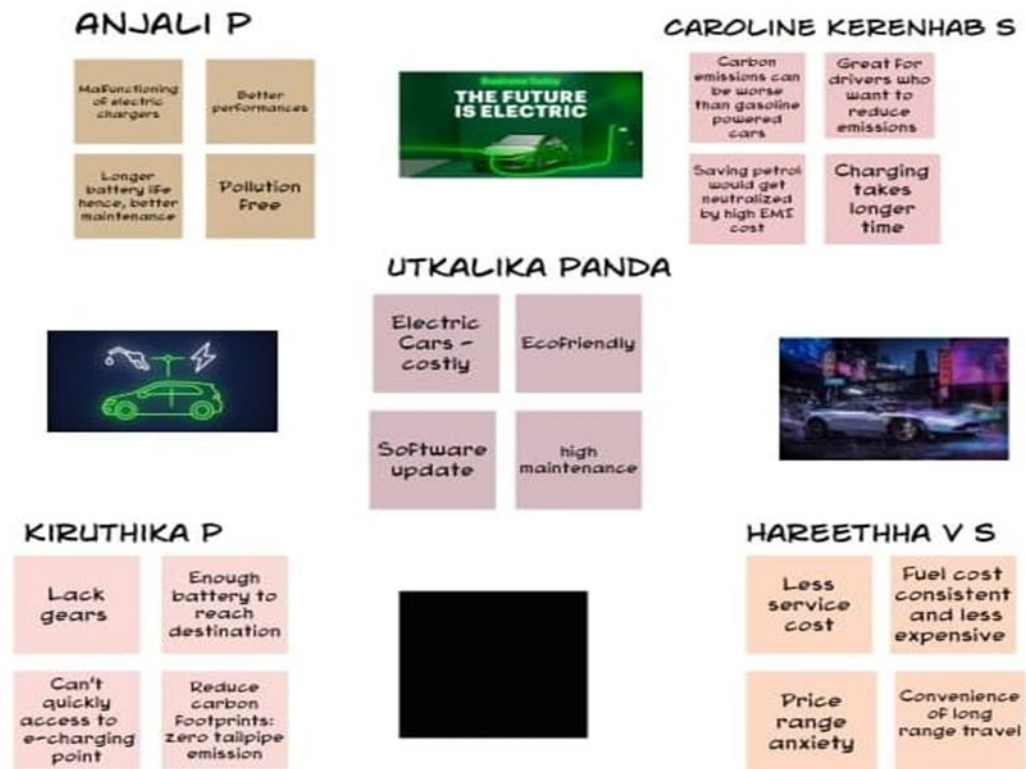 ANJALI P
Malfunctioning
of electric
chargers
Better
performances
Longer
battery life
hence, better
maintenance
Pollution
free
THE FUTURE
IS ELECTRIC
CAROLINE KERENHAB S
Carbon
emissions can
be worse
than gasoline
powered
cars
Great for
drivers who
want to
reduce
emissions
Saving petrol
would get
neutralized
by high EMI
cost
Charging
takes
longer
time
UTKALIKA PANDA
Electric
Cars -
costly
Ecofriendly
Software
update
high
maintenance
KIRUTHIKA P
Lack
gears
Enough
battery to
reach
destination
Can't
quickly
access to
e-charging
point
Reduce
carbon
footprints:
zero tailpipe
emission
HAREETHHA V S
Less
service
cost
Fuel cost
consistent
and less
expensive
Price
range
anxiety
Convenience
of long
range travel